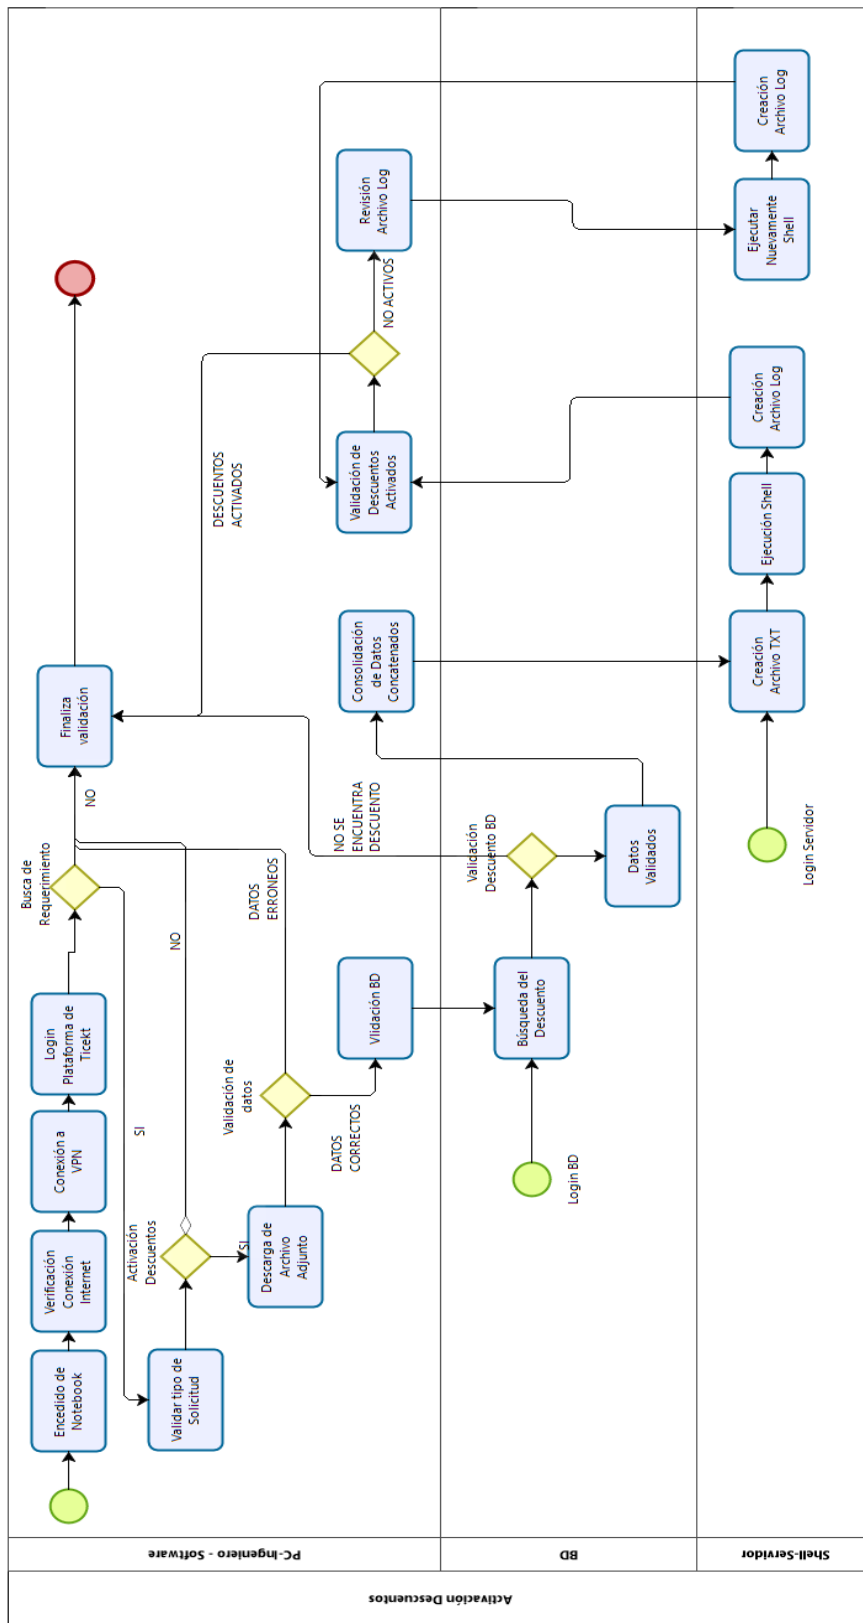 Activación Descuentos
PC-Ingeniero - Software
Encedido de
Notebook
Verificación
Conexión
Internet
Conexión a
VPN
Login
Plataforma de
Ticekt
Busca de
Requerimiento
NO
SI
Finaliza
validación
Validar tipo de
Solicitud
Activación
Descuentos
NO
SI
Descarga de
Archivo
Adjunto
Validación de
datos
DATOS
ERRONEOS
DATOS
CORRECTOS
Vlidación BD
NO SE
ENCUENTRA
DESCUENTO
Consolidación
de Datos
Concatenados
DESCUENTOS
ACTIVADOS
Validación de
Descuentos
Activados
NO ACTIVOS
Revisión
Archivo Log
BD
Login BD
Búsqueda del
Descuento
Validación
Descuento BD
Datos
Validados
Shell-Servidor
Login Servidor
Creación
Archivo TXT
Ejecución Shell
Creación
Archivo Log
Ejecutar
Nuevamente
Shell
Creación
Archivo Log